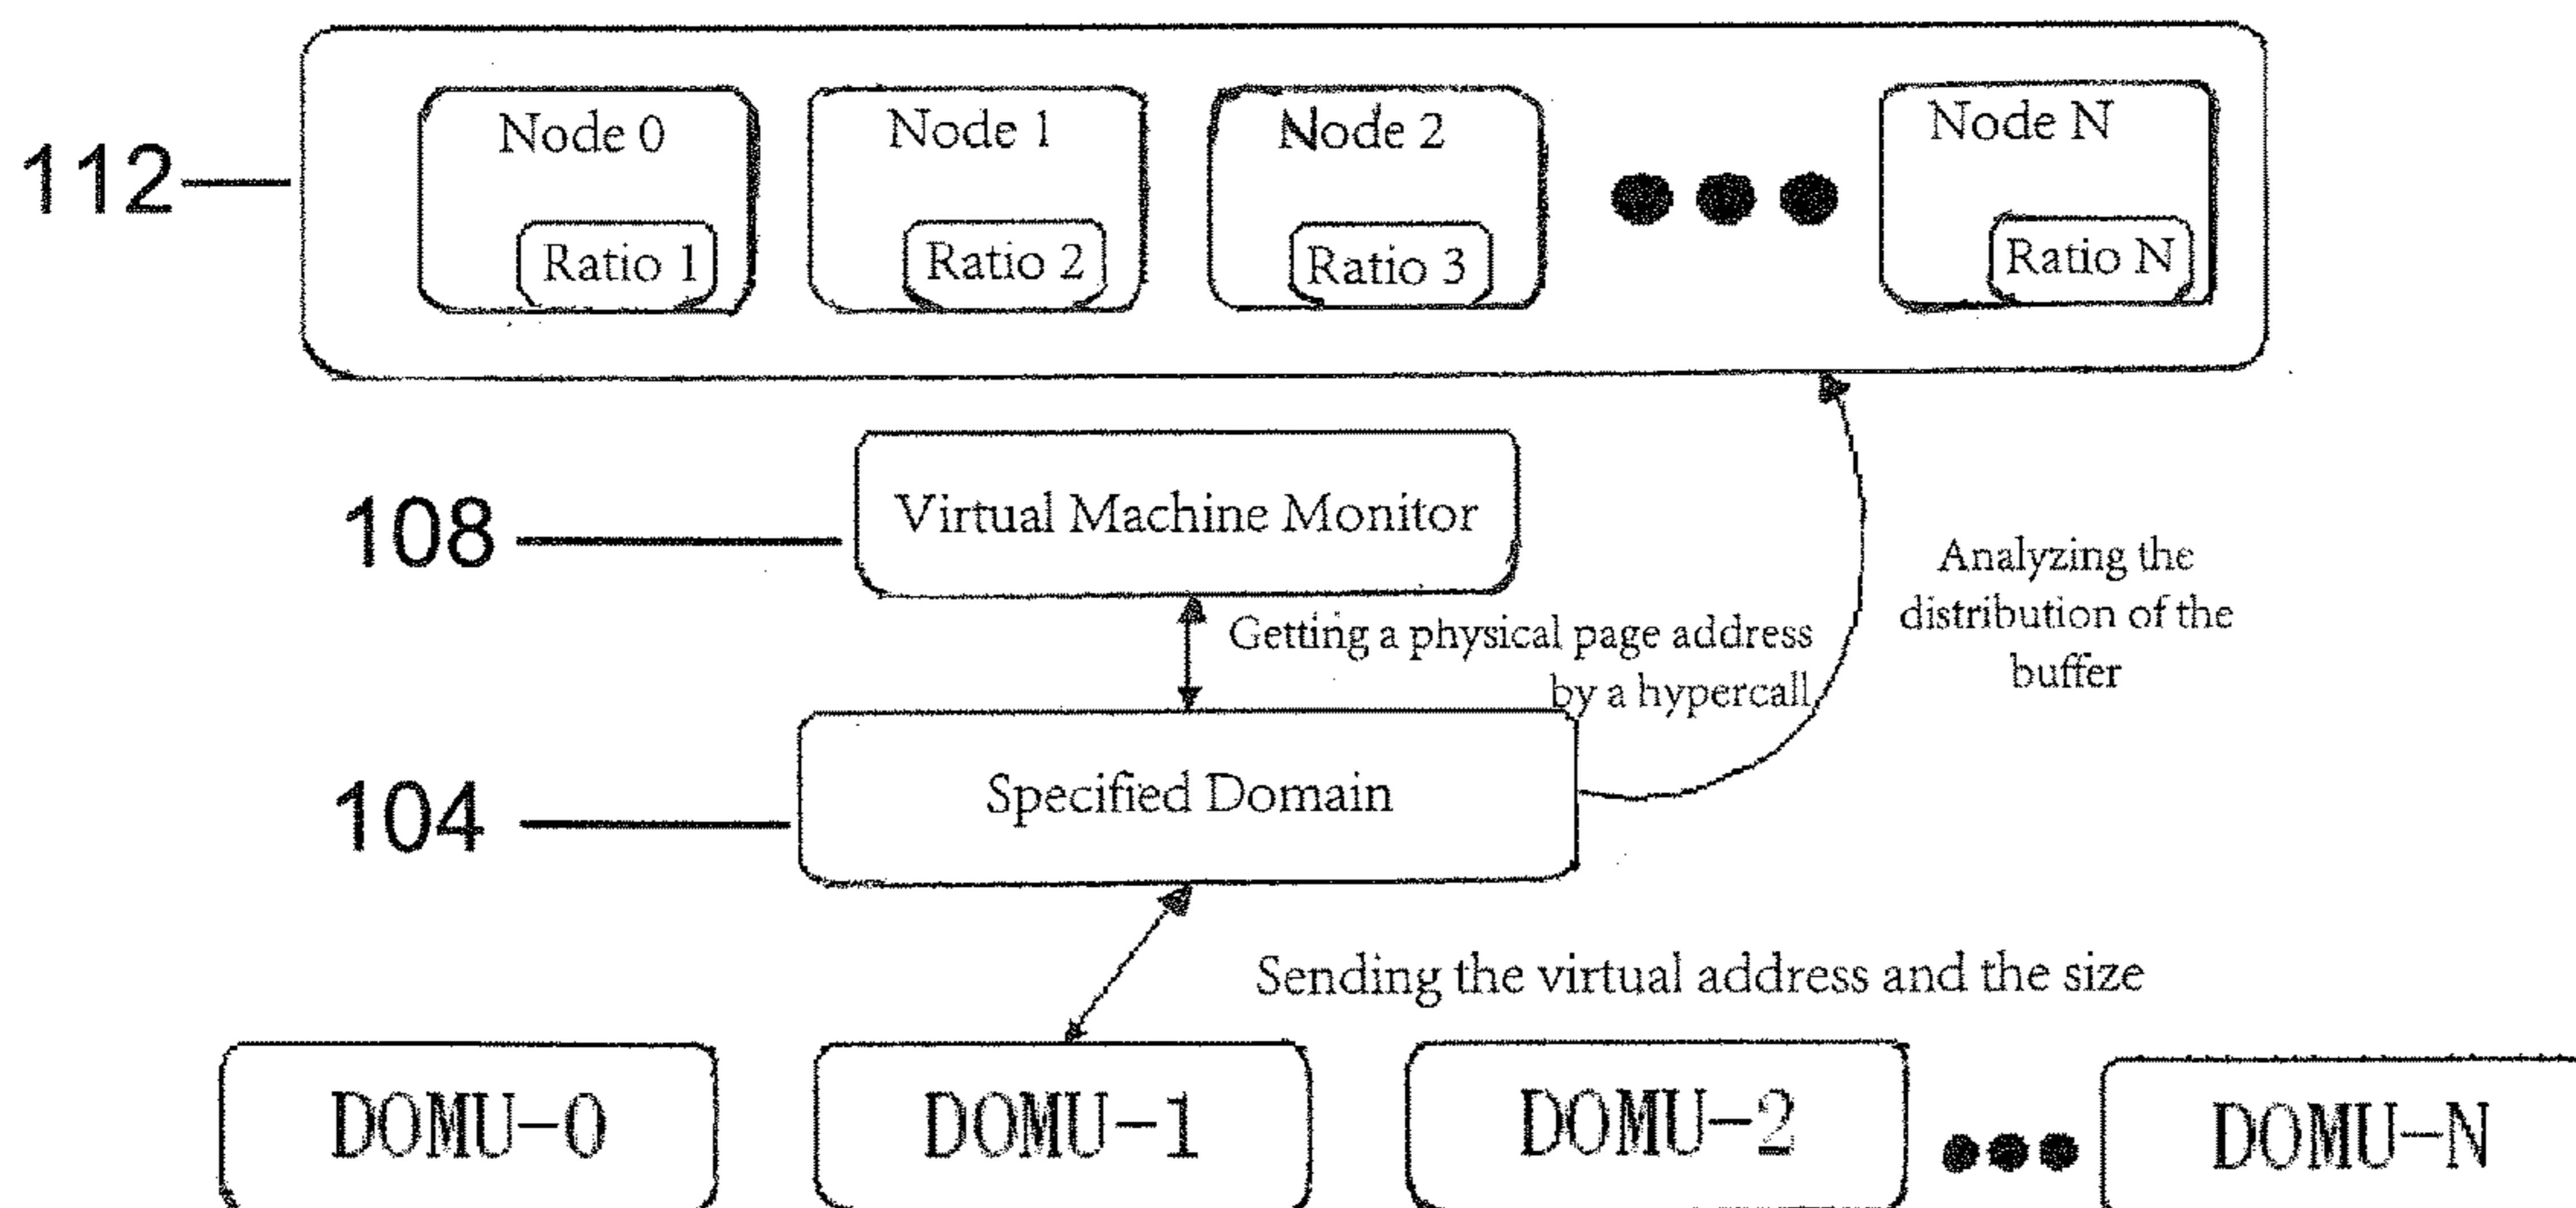 112
Node 0
Node 1
Node 2
Node N
Ratio 1
Ratio 2
Ratio 3
Ratio N
108
Virtual Machine Monitor
Getting a physical page address
by a hypercall
Analyzing the
distribution of the
buffer
104
Specified Domain
Sending the virtual address and the size
DOMU-0
DOMU-1
DOMU-2
DOMU-N